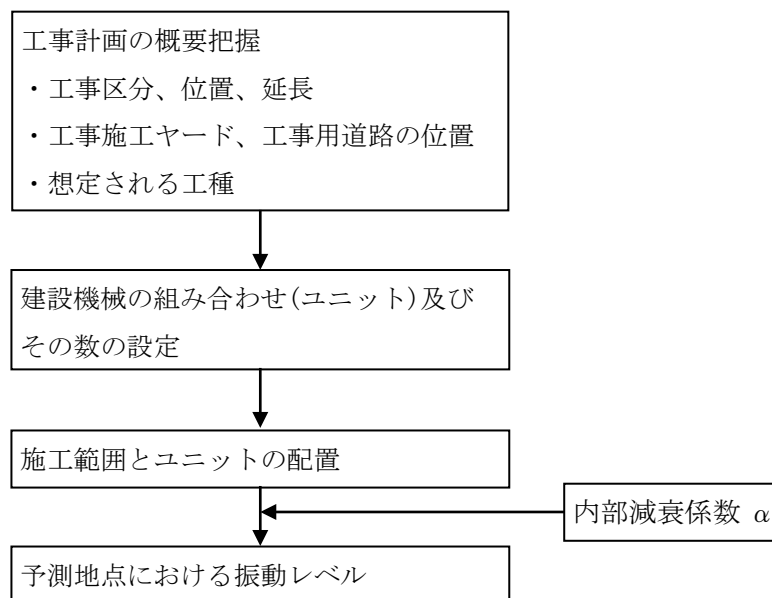 工事計画の概要把握
・工事区分、位置、延長
・工事施工ヤード、工事用道路の位置
・想定される工種
建設機械の組み合わせ(ユニット)及び
その数の設定
施工範囲とユニットの配置
内部減衰係数 α
予測地点における振動レベル